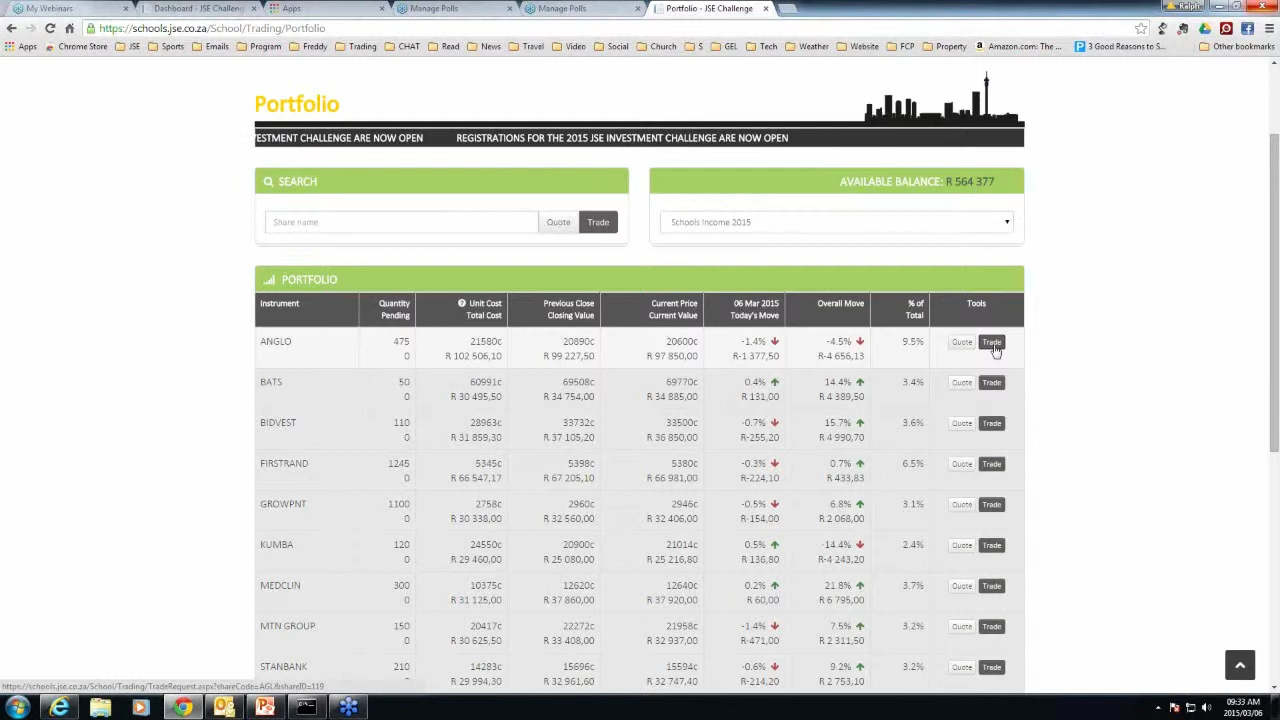 My Webinars
Dashboard - JSE Challeng
Apps
Manage Polls
Manage Polls
Portfolio - JSE Challenge
Ralph
https://schools.jse.co.za/School/Trading/Portfolio
Apps Chrome Store JSE Sports Emails Program Freddy Trading CHAT Read News Travel Video Social Church S GEL Tech Weather Weather FCP Property Amazon.com: The ... 3 Good Reasons to S... Other bookmarks
Portfolio
VESTMENT CHALLENGE ARE NOW OPEN REGISTRATIONS FOR THE 2015 JSE INVESTMENT CHALLENGE ARE NOW OPEN
SEARCH
AVAILABLE BALANCE: R 564 377
Share name Quote Trade
Schools Income 2015
PORTFOLIO
Instrument Quantity Unit Cost Previous Close Current Price 06 Mar 2015 Overall Move % of Tools
Pending Total Cost Closing Value Current Value Today's Move Total
ANGLO 475 21580c 20890c 20600c -1.4% -4.5% 9.5% Quote Trade
0 R 102 506,10 R 99 227,50 R 97 850,00 R-1 377,50 R-4 656,13
BATS 50 60991c 69508c 69770c 0.4% 14.4% 3.4% Quote Trade
0 R 30 495,50 R 34 754,00 R 34 885,00 R 131,00 R 4 389,50
BIDVEST 110 28963c 33732c 33500c -0.7% 15.7% 3.6% Quote Trade
0 R 31 859,30 R 37 105,20 R 36 850,00 R-255,20 R 4 990,70
FIRSTRAND 1245 5345c 5398c 5380c -0.3% 0.7% 6.5% Quote Trade
0 R 66 547,17 R 67 205,10 R 66 981,00 R-224,10 R 433,83
GROWPNT 1100 2758c 2960c 2946c -0.5% 6.8% 3.1% Quote Trade
0 R 30 338,00 R 32 560,00 R 32 406,00 R-154,00 R 2 068,00
KUMBA 120 24550c 20900c 21014c 0.5% -14.4% 2.4% Quote Trade
0 R 29 460,00 R 25 080,00 R 25 216,80 R 136,80 R-4 243,20
MEDCLIN 300 10375c 12620c 12640c 0.2% 21.8% 3.7% Quote Trade
0 R 31 125,00 R 37 860,00 R 37 920,00 R 60,00 R 6 795,00
MTN GROUP 150 20417c 22272c 21958c -1.4% 7.5% 3.2% Quote Trade
0 R 30 625,50 R 33 408,00 R 32 937,00 R-471,00 R 2 311,50
STANBANK 210 14283c 15696c 15594c -0.6% 9.2% 3.2% Quote Trade
0 R 29 994,30 R 32 961,60 R 32 747,40 R-214,20 R 2 753,10
https://schools.jse.co.za/School/Trading/TradeRequest.aspx?shareCode=AGL&shareID=119
09:33 AM
2015/03/06